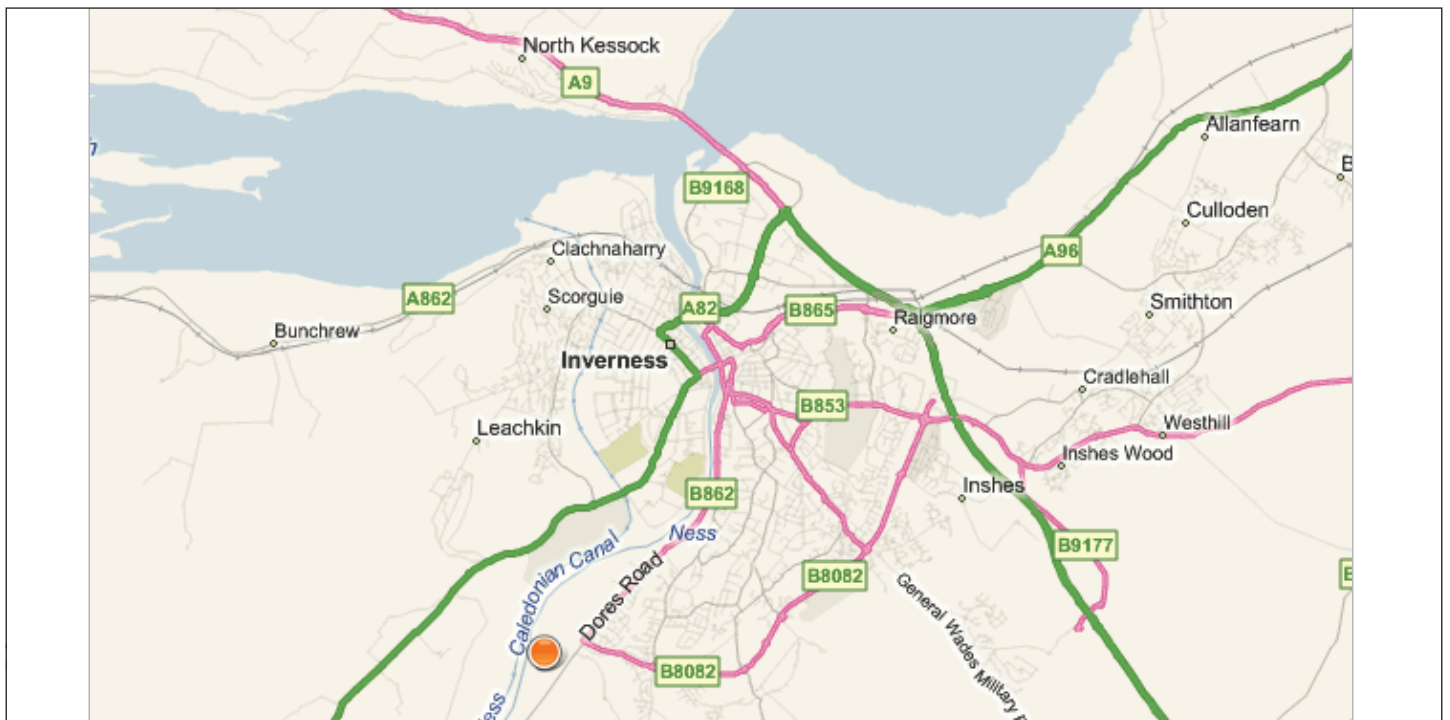 North Kessock
A9
Allanfearn
B9168
Culloden
Clachnaharry
A96
A862
Scorguie
A82
B865
Smithton
Raigmore
Bunchrew
Inverness
Cradlehall
B853
Westhill
Leachkin
Inshes Wood
Inshes
B862
Ness
Caledonian Canal
B9177
Dores Road
B8082
General Wades Military
B8082